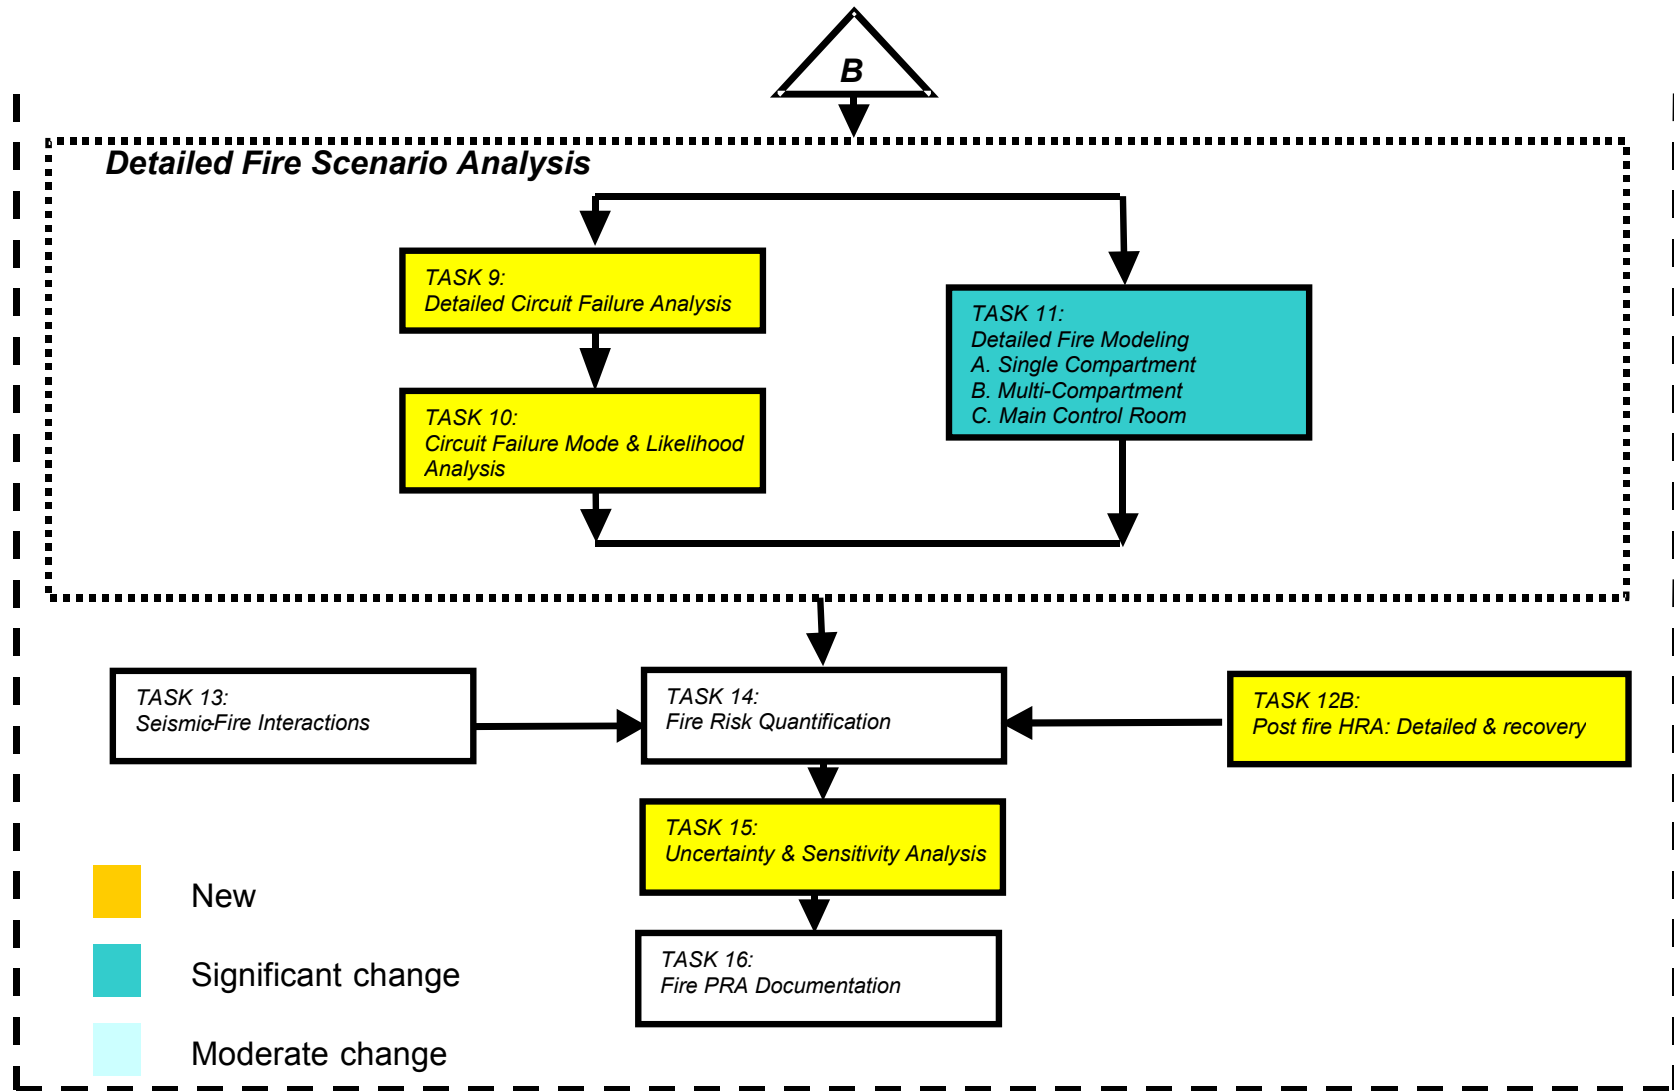 B
Detailed Fire Scenario Analysis
TASK 9:
Detailed Circuit Failure Analysis
TASK 10:
Circuit Failure Mode & Likelihood
Analysis
TASK 11:
Detailed Fire Modeling
A. Single Compartment
B. Multi-Compartment
C. Main Control Room
TASK 13:
Seismic-Fire Interactions
TASK 14:
Fire Risk Quantification
TASK 12B:
Post fire HRA: Detailed & recovery
TASK 15:
Uncertainty & Sensitivity Analysis
TASK 16:
Fire PRA Documentation
New
Significant change
Moderate change